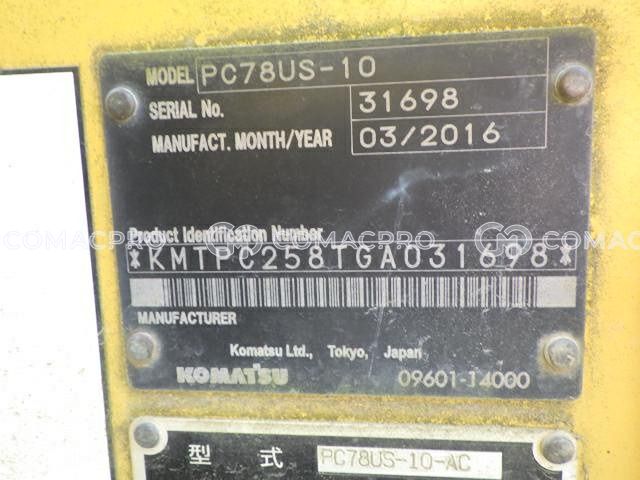 MODEL PC78US-10
SERIAL No. 31698
MANUFACT. MONTH/YEAR 03/2016
Product Identification Number
COMACPRO COMACPRO COMACPRO
*KMTPC258TGA031698*
MANUFACTURER
Komatsu Ltd., Tokyo, Japan
KOMATSU 09601-14000
型 式 PC78US-10-AC